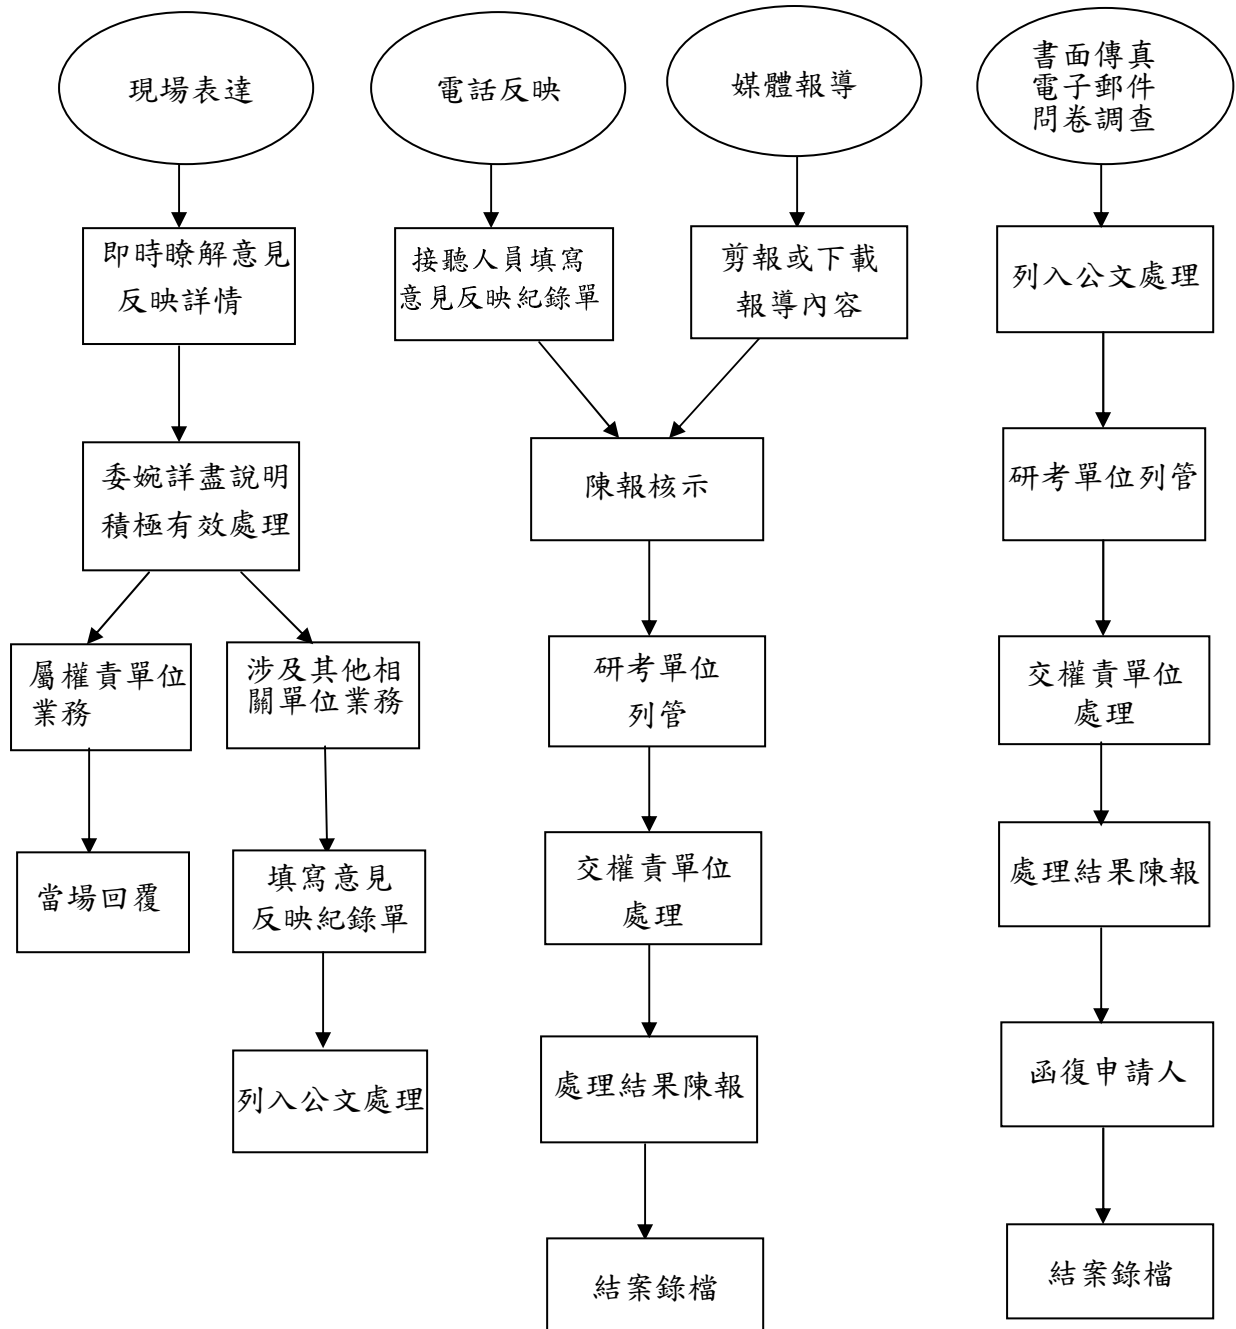 現場表達
電話反映
媒體報導
書面傳真
電子郵件
問卷調查
即時瞭解意見
反映詳情
接聽人員填寫
意見反映紀錄單
剪報或下載
報導內容
列入公文處理
委婉詳盡說明
積極有效處理
陳報核示
研考單位列管
屬權責單位
業務
涉及其他相
關單位業務
研考單位
列管
交權責單位
處理
當場回覆
填寫意見
反映紀錄單
交權責單位
處理
處理結果陳報
列入公文處理
處理結果陳報
函復申請人
結案錄檔
結案錄檔